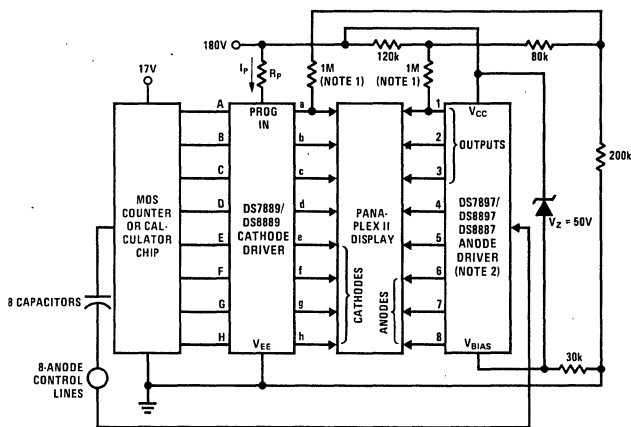 180V
120k
80k
17V
IP
RP
1M
(NOTE 1)
1M
(NOTE 1)
A
B
C
D
E
F
G
H
MOS
COUNTER
OR CAL-
CULATOR
CHIP
PROG
IN
DS7889/
DS8889
CATHODE
DRIVER
VEE
a
b
c
d
e
f
g
h
CATHODES
PANA-
PLEX II
DISPLAY
ANODES
1
2
3
4
5
6
7
8
VCC
OUTPUTS
DS7897/
DS8897
DS8887
ANODE
DRIVER
(NOTE 2)
VBIAS
VZ = 50V
200k
30k
8 CAPACITORS
8-ANODE
CONTROL
LINES